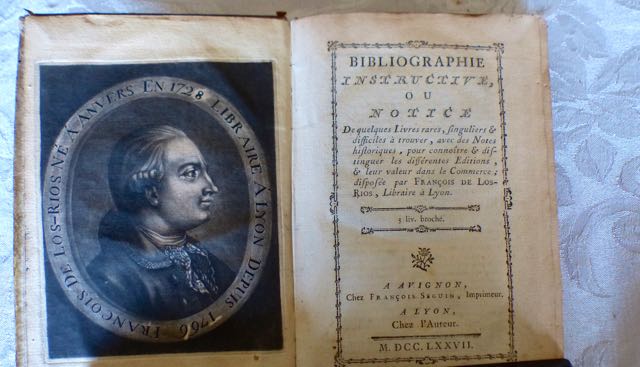 FRANÇOIS DE LOS-RIOS NÉ A ANVERS EN 1728 LIBRAIRE A LYON DEPUIS 1766
BIBLIOGRAPHIE
INSTRUCTIVE,
OU
NOTICE
De quelques Livres rares, ſinguliers &
difficiles à trouver, avec des Notes
hiſtoriques, pour connoître & diſ-
tinguer les différentes Editions,
& leur valeur dans le Commerce;
diſpoſée par FRANÇOIS DE LOS-
RIOS, Libraire à Lyon.
3 liv. broché.
A AVIGNON,
Chez FRANÇOIS SEGUIN, Imprimeur.
A LYON,
Chez l'Auteur.
M. DCC. LXXVII.